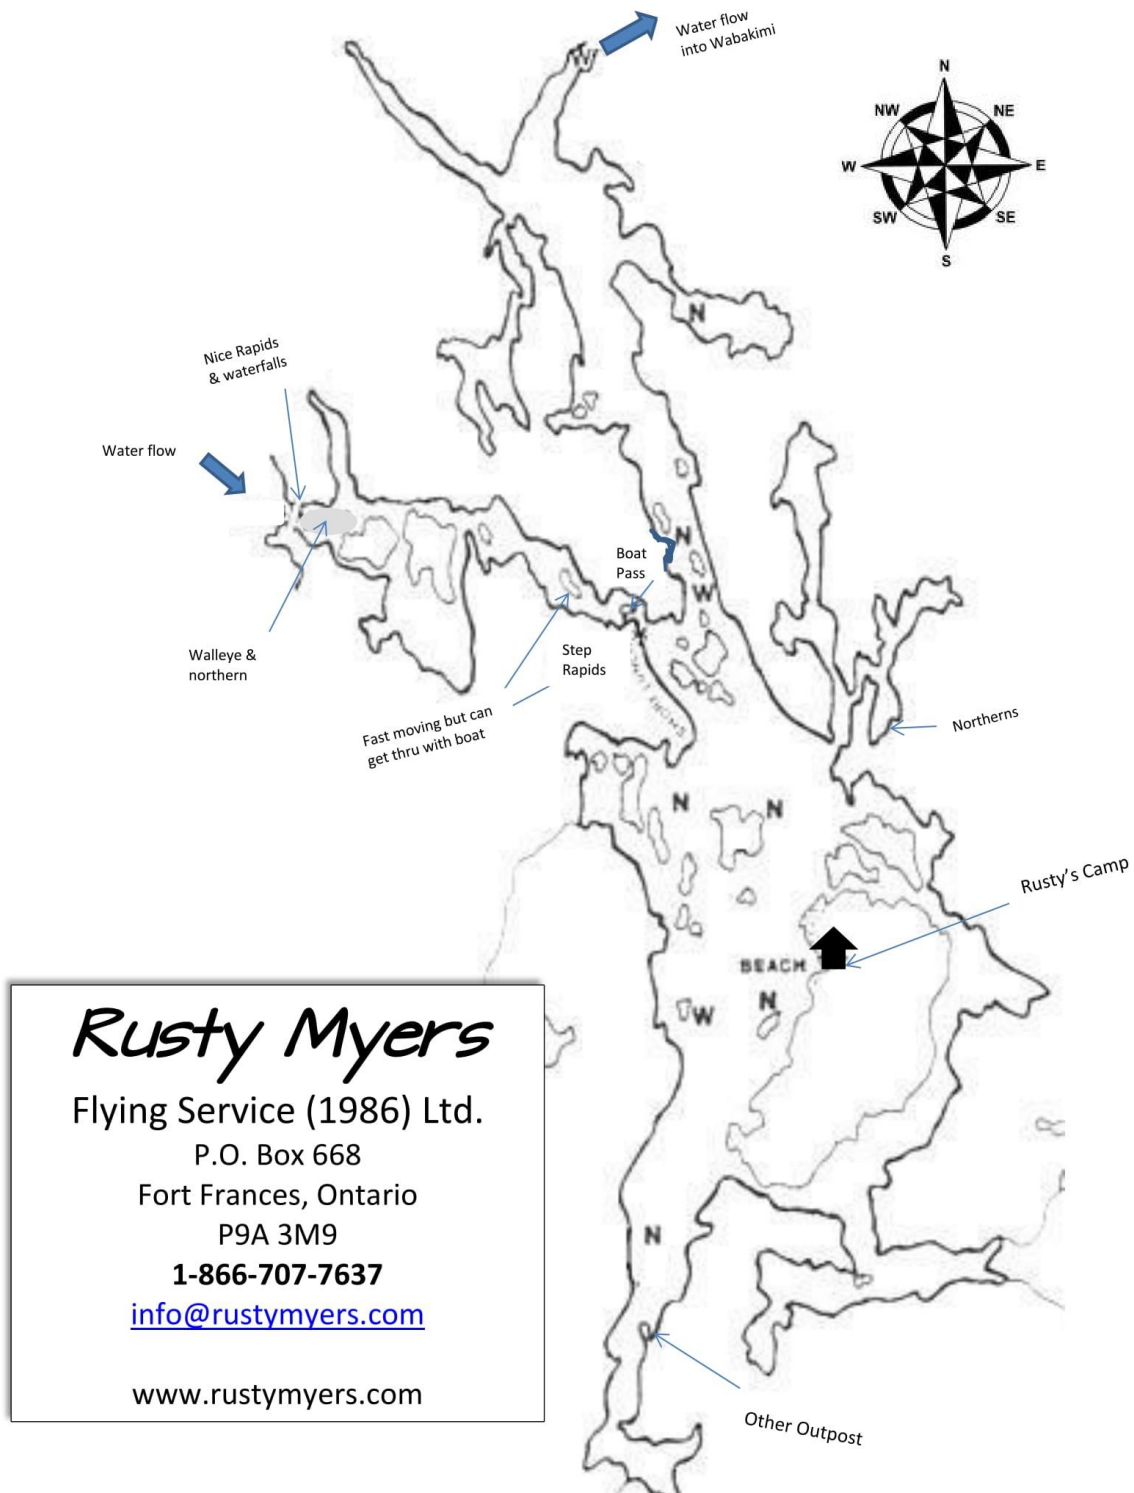 Water flow
into Wabakimi
N
NW
NE
W
E
SW
SE
S
W
N
Nice Rapids
& waterfalls
Water flow
N
Boat
Pass
W
Walleye &
northern
Step
Rapids
Fast moving but can
get thru with boat
Northerns
N
N
Rusty's Camp
BEACH
N
W
Rusty Myers
Flying Service (1986) Ltd.
P.O. Box 668
Fort Frances, Ontario
P9A 3M9
1-866-707-7637
info@rustymyers.com
www.rustymyers.com
N
Other Outpost